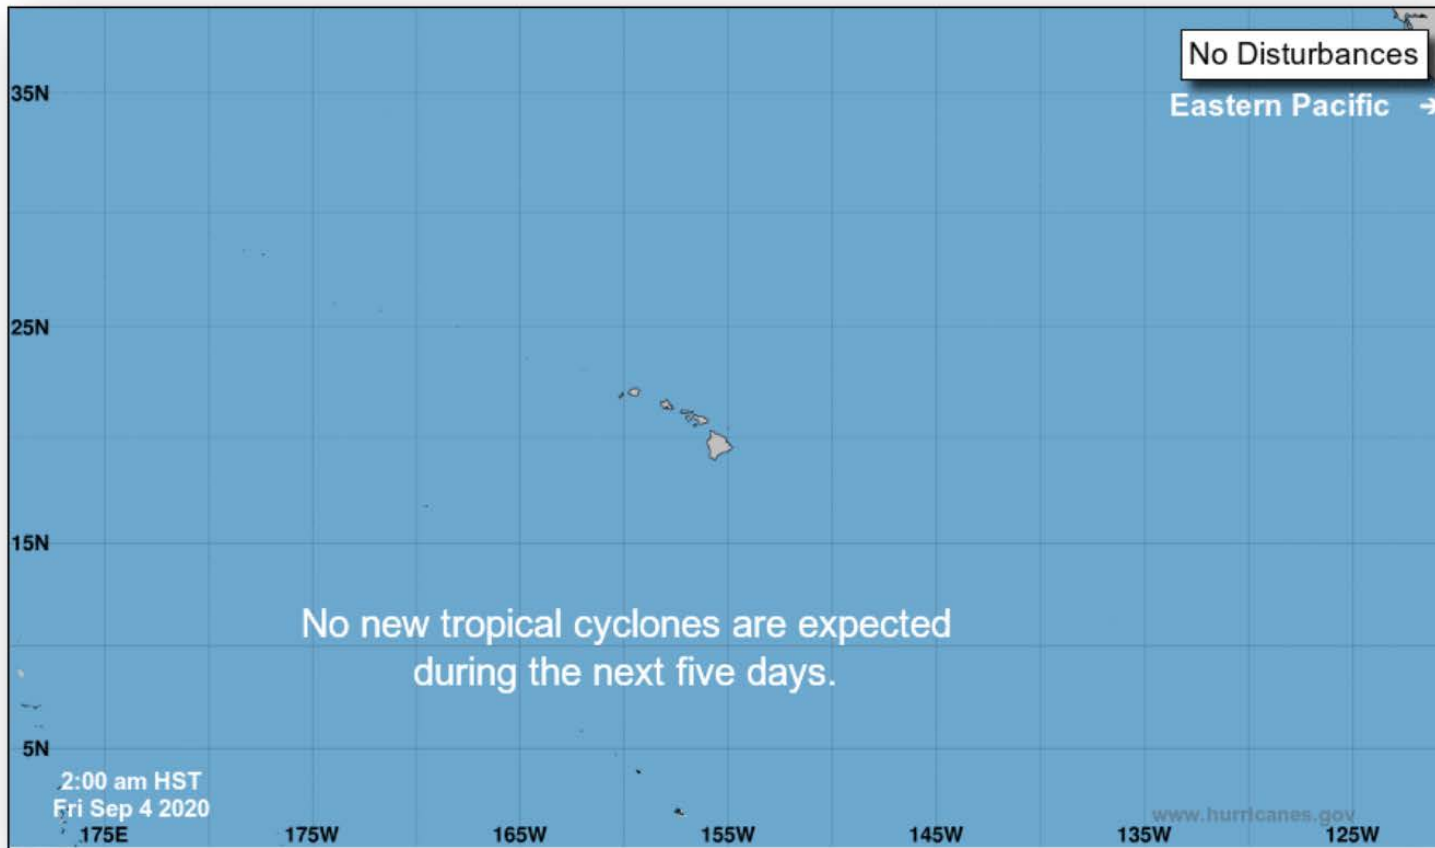 No Disturbances
Eastern Pacific →
35N
25N
15N
No new tropical cyclones are expected
during the next five days.
5N
2:00 am HST
Fri Sep 4 2020
www.hurricanes.gov
175E 175W 165W 155W 145W 135W 125W